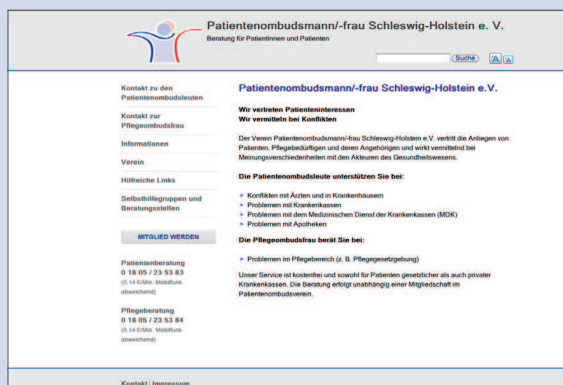 Patientenombudsmann/-frau Schleswig-Holstein e. V.
Beratung für Patientinnen und Patienten
Suche
A A
Kontakt zu den
Patientenombudsleuten
Kontakt zur
Pflegeombudsfrau
Informationen
Verein
Hilfreiche Links
Selbsthilfegruppen und
Beratungsstellen
MITGLIED WERDEN
Patientenberatung
0 18 05 / 23 53 83
(0,14 €/Min. Mobilfunk
abweichend)
Pflegeberatung
0 18 05 / 23 53 84
(0,14 €/Min. Mobilfunk
abweichend)
Patientenombudsmann/-frau Schleswig-Holstein e.V.
Wir vertreten Patienteninteressen
Wir vermitteln bei Konflikten
Der Verein Patientenombudsmann/-frau Schleswig-Holstein e.V. vertritt die Anliegen von
Patienten, Pflegebedürftigen und deren Angehörigen und wirkt vermittelnd bei
Meinungsverschiedenheiten mit den Akteuren des Gesundheitswesens.
Die Patientenombudsleute unterstützen Sie bei:
> Konflikten mit Ärzten und in Krankenhäusern
> Problemen mit Krankenkassen
> Problemen mit dem Medizinischen Dienst der Krankenkassen (MDK)
> Problemen mit Apotheken
Die Pflegeombudsfrau berät Sie bei:
> Problemen im Pflegebereich (z. B. Pflegegesetzgebung)
Unser Service ist kostenfrei und sowohl für Patienten gesetzlicher als auch privater
Krankenkassen. Die Beratung erfolgt unabhängig einer Mitgliedschaft im
Patientenombudsverein.
Kontakt | Impressum